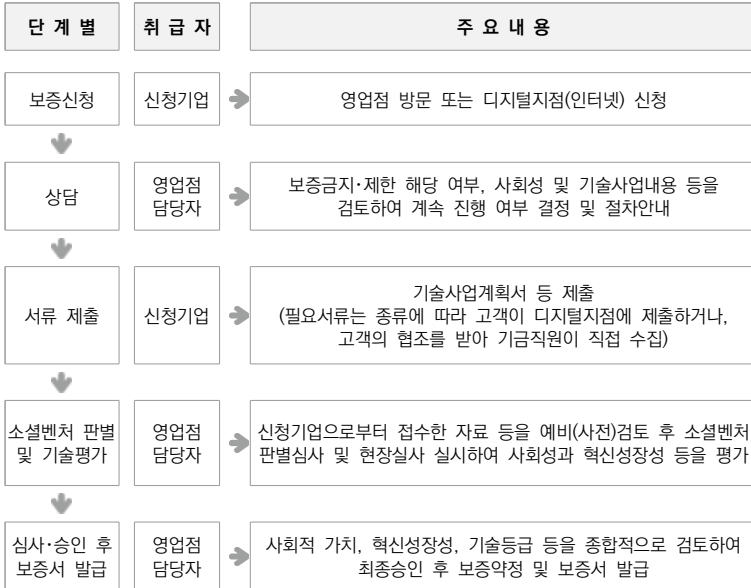 단 계 별 취 급 자 주 요 내 용
보증신청 신청기업 영업점 방문 또는 디지털지점(인터넷) 신청
상담
영업점
담당자
보증금지·제한 해당 여부, 사회성 및 기술사업내용 등을
검토하여 계속 진행 여부 결정 및 절차안내
서류 제출 신청기업
기술사업계획서 등 제출
(필요서류는 종류에 따라 고객이 디지털지점에 제출하거나,
고객의 협조를 받아 기금직원이 직접 수집)
소셜벤처 판별
및 기술평가
영업점
담당자
신청기업으로부터 접수한 자료 등을 예비(사전)검토 후 소셜벤처
판별심사 및 현장실사 실시하여 사회성과 혁신성장성 등을 평가
심사·승인 후
보증서 발급
영업점
담당자
사회적 가치, 혁신성장성, 기술등급 등을 종합적으로 검토하여
최종승인 후 보증약정 및 보증서 발급